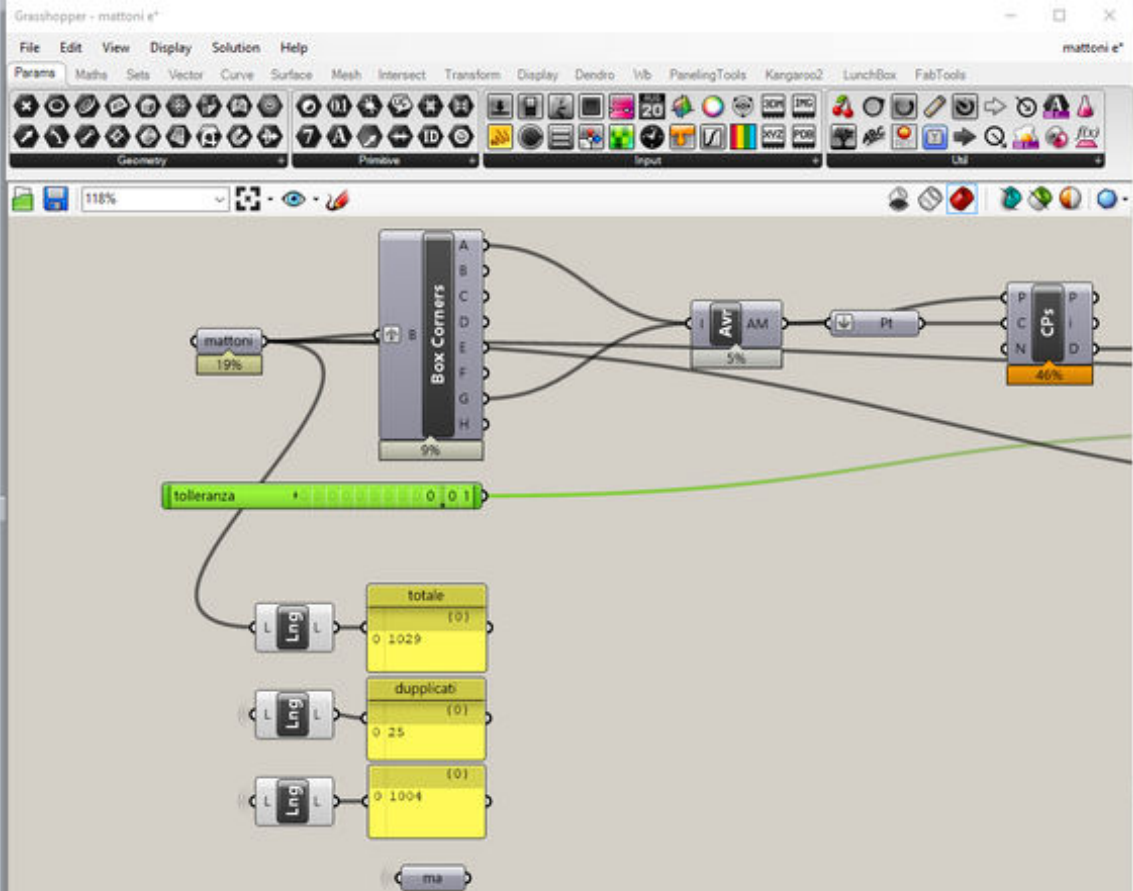 Grasshopper - mattoni e*
File Edit View Display Solution Help
mattoni e*
Params Maths Sets Vector Curve Surface Mesh Intersect Transform Display Dendro Wb PanelingTools Kangaroo2 LunchBox FabTools
Geometry Primitive Input Util
118%
A
B
C
D
E
F
G
H
B
Box Corners
9%
mattoni
19%
I Avr AM
5%
Pt
P
C
N
CPs
P
i
D
46%
tolleranza 0.01
L Lng L
totale
{0}
0 1029
L Lng L
dupplicati
{0}
0 25
L Lng L
{0}
0 1004
ma